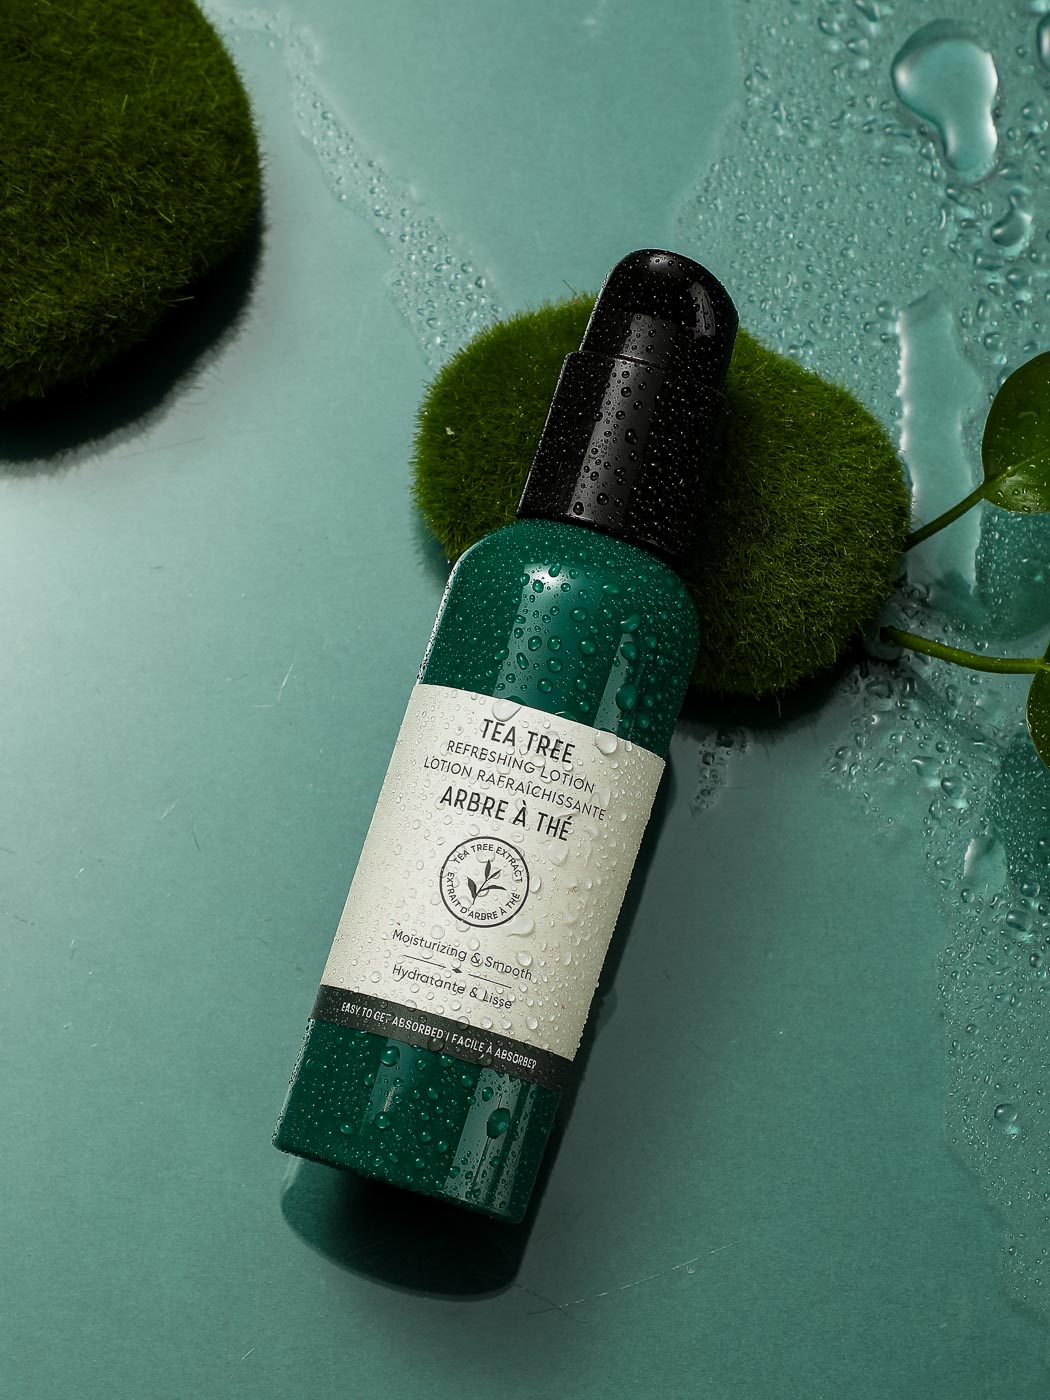 TEA TREE
REFRESHING LOTION
LOTION RAFRAÎCHISSANTE
ARBRE À THÉ
TEA TREE EXTRACT
EXTRAIT D'ARBRE À THÉ
Moisturizing & Smooth
Hydratante & Lisse
EASY TO GET ABSORBED | FACILE À ABSORBER